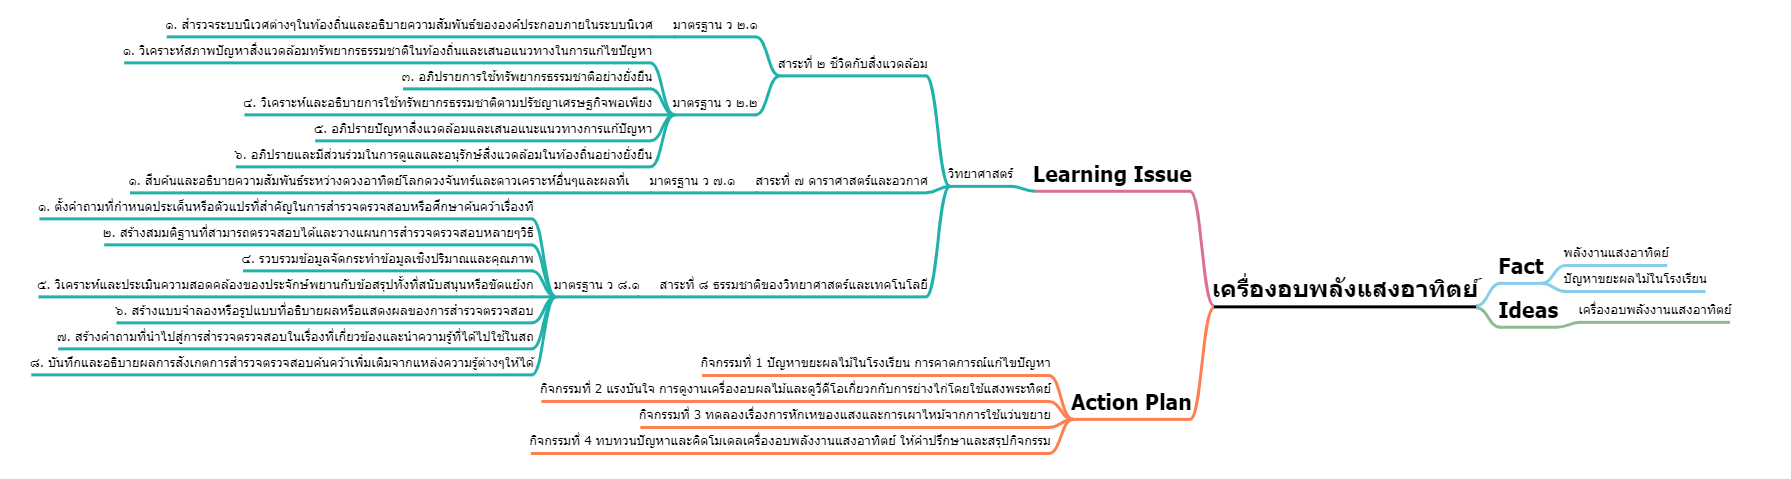 เครื่องอบพลังแสงอาทิตย์
Fact
พลังงานแสงอาทิตย์
ปัญหาขยะผลไม้ในโรงเรียน
Ideas
เครื่องอบพลังงานแสงอาทิตย์
Learning Issue
วิทยาศาสตร์
สาระที่ ๒ ชีวิตกับสิ่งแวดล้อม
มาตรฐาน ว ๒.๑
๑. สำรวจระบบนิเวศต่างๆในท้องถิ่นและอธิบายความสัมพันธ์ขององค์ประกอบภายในระบบนิเวศ
มาตรฐาน ว ๒.๒
๑. วิเคราะห์สภาพปัญหาสิ่งแวดล้อมทรัพยากรธรรมชาติในท้องถิ่นและเสนอแนวทางในการแก้ไขปัญหา
๓. อภิปรายการใช้ทรัพยากรธรรมชาติอย่างยั่งยืน
๔. วิเคราะห์และอธิบายการใช้ทรัพยากรธรรมชาติตามปรัชญาเศรษฐกิจพอเพียง
๕. อภิปรายปัญหาสิ่งแวดล้อมและเสนอแนะแนวทางการแก้ปัญหา
๖. อภิปรายและมีส่วนร่วมในการดูแลและอนุรักษ์สิ่งแวดล้อมในท้องถิ่นอย่างยั่งยืน
สาระที่ ๗ ดาราศาสตร์และอวกาศ
มาตรฐาน ว ๗.๑
๑. สืบค้นและอธิบายความสัมพันธ์ระหว่างดวงอาทิตย์โลกดวงจันทร์และดาวเคราะห์อื่นๆและผลที่เ
สาระที่ ๘ ธรรมชาติของวิทยาศาสตร์และเทคโนโลยี
มาตรฐาน ว ๘.๑
๑. ตั้งคำถามที่กำหนดประเด็นหรือตัวแปรที่สำคัญในการสำรวจตรวจสอบหรือศึกษาค้นคว้าเรื่องที่
๒. สร้างสมมติฐานที่สามารถตรวจสอบได้และวางแผนการสำรวจตรวจสอบหลายๆวิธี
๔. รวบรวมข้อมูลจัดกระทำข้อมูลเชิงปริมาณและคุณภาพ
๕. วิเคราะห์และประเมินความสอดคล้องของประจักษ์พยานกับข้อสรุปทั้งที่สนับสนุนหรือขัดแย้งก
๖. สร้างแบบจำลองหรือรูปแบบที่อธิบายผลหรือแสดงผลของการสำรวจตรวจสอบ
๗. สร้างคำถามที่นำไปสู่การสำรวจตรวจสอบในเรื่องที่เกี่ยวข้องและนำความรู้ที่ได้ไปใช้ในสถ
๘. บันทึกและอธิบายผลการสังเกตการสำรวจตรวจสอบค้นคว้าเพิ่มเติมจากแหล่งความรู้ต่างๆให้ได้
Action Plan
กิจกรรมที่ 1 ปัญหาขยะผลไม้ในโรงเรียน การคาดการณ์แก้ไขปัญหา
กิจกรรมที่ 2 แรงบันใจ การดูงานเครื่องอบผลไม้และดูวีดีโอเกี่ยวกับการย่างไก่โดยใช้แสงพระทิตย์
กิจกรรมที่ 3 ทดลองเรื่องการหักเหของแสงและการเผาไหม้จากการใช้แว่นขยาย
กิจกรรมที่ 4 ทบทวนปัญหาและคิดโมเดลเครื่องอบพลังงานแสงอาทิตย์ ให้คำปรึกษาและสรุปกิจกรรม